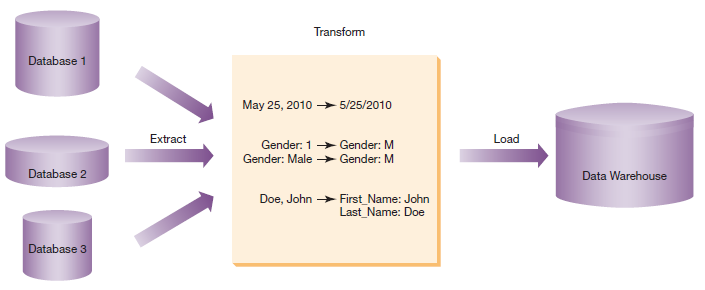 Transform
Database 1
May 25, 2010 → 5/25/2010
Extract
Gender: 1 → Gender: M
Gender: Male → Gender: M
Load
Database 2
Data Warehouse
Doe, John → First_Name: John
Last_Name: Doe
Database 3